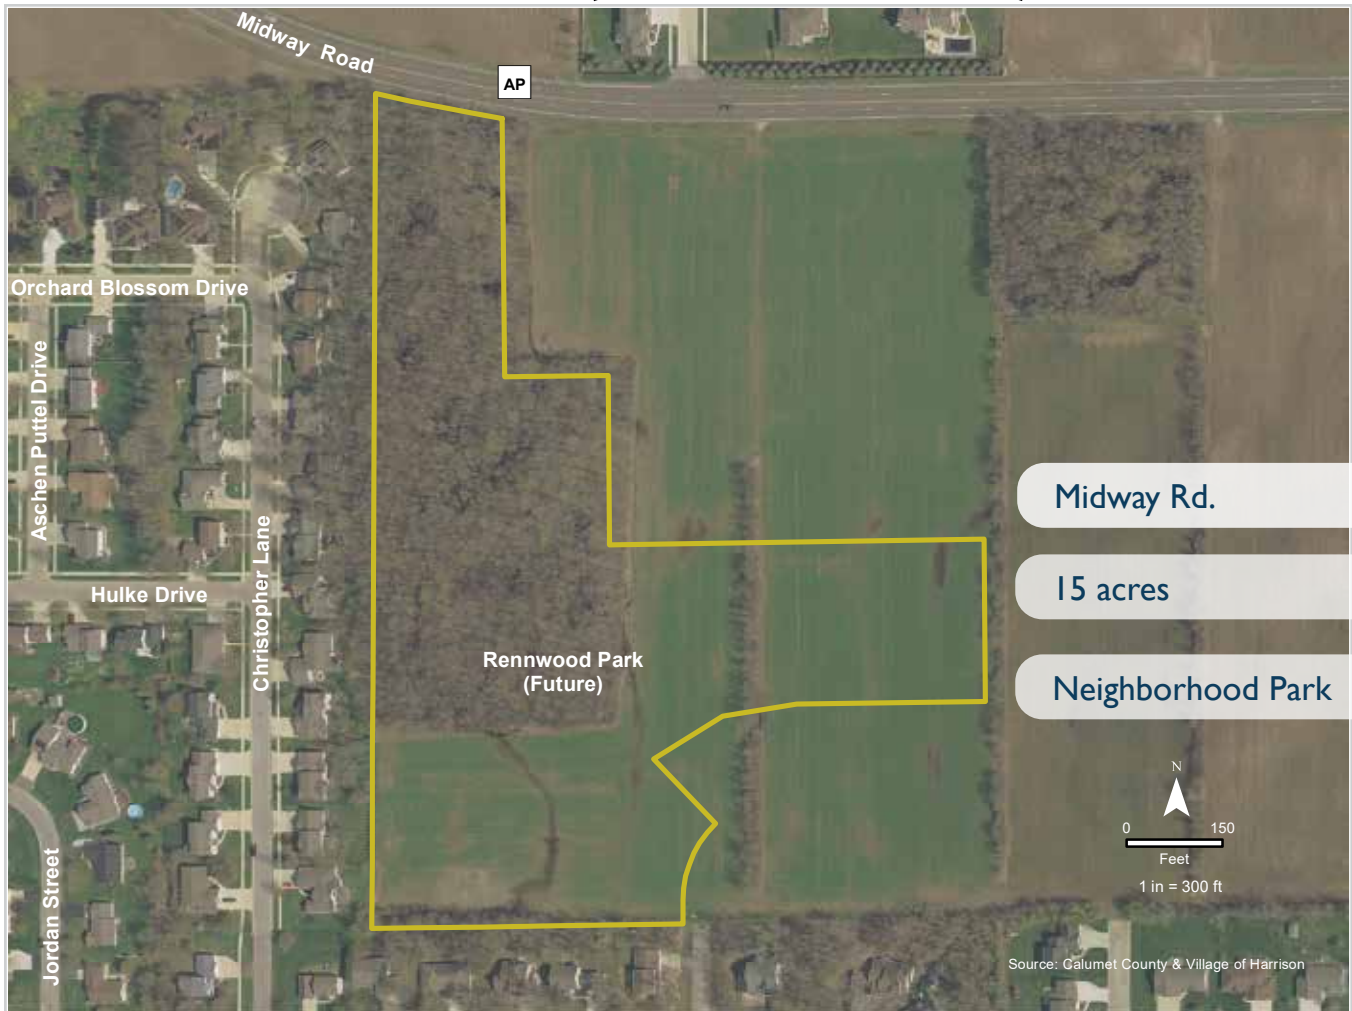 Midway Road
AP
Orchard Blossom Drive
Aschen Puttel Drive
Christopher Lane
Hulke Drive
Jordan Street
Rennwood Park
(Future)
Midway Rd.
15 acres
Neighborhood Park
N
0 150
Feet
1 in = 300 ft
Source: Calumet County & Village of Harrison